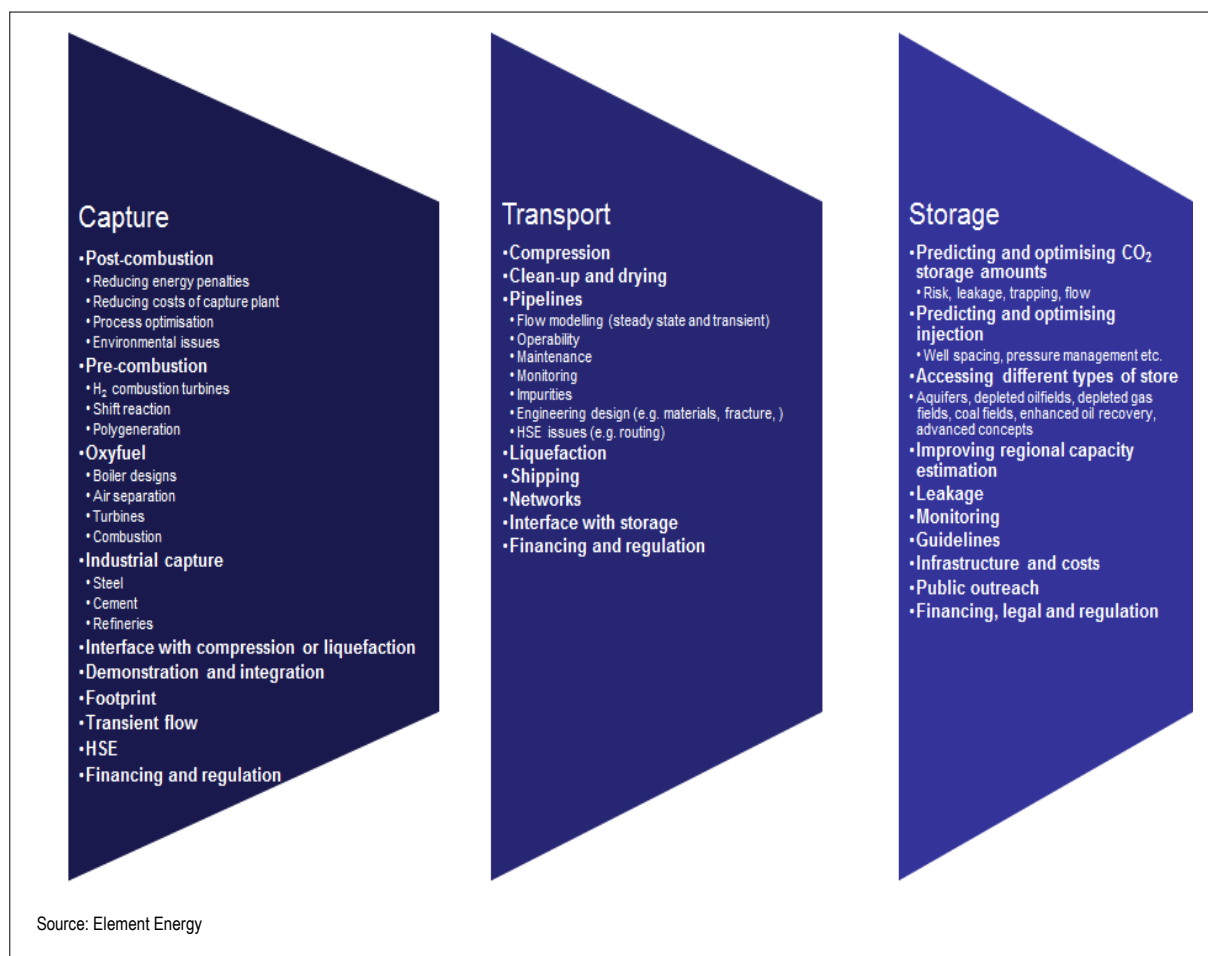 Capture
•Post-combustion
•Reducing energy penalties
•Reducing costs of capture plant
•Process optimisation
•Environmental issues
•Pre-combustion
•H₂ combustion turbines
•Shift reaction
•Polygeneration
•Oxyfuel
•Boiler designs
•Air separation
•Turbines
•Combustion
•Industrial capture
•Steel
•Cement
•Refineries
•Interface with compression or liquefaction
•Demonstration and integration
•Footprint
•Transient flow
•HSE
•Financing and regulation
Transport
•Compression
•Clean-up and drying
•Pipelines
•Flow modelling (steady state and transient)
•Operability
•Maintenance
•Monitoring
•Impurities
•Engineering design (e.g. materials, fracture, )
•HSE issues (e.g. routing)
•Liquefaction
•Shipping
•Networks
•Interface with storage
•Financing and regulation
Storage
•Predicting and optimising CO₂
storage amounts
•Risk, leakage, trapping, flow
•Predicting and optimising
injection
•Well spacing, pressure management etc.
•Accessing different types of store
•Aquifers, depleted oilfields, depleted gas
fields, coal fields, enhanced oil recovery,
advanced concepts
•Improving regional capacity
estimation
•Leakage
•Monitoring
•Guidelines
•Infrastructure and costs
•Public outreach
•Financing, legal and regulation
Source: Element Energy